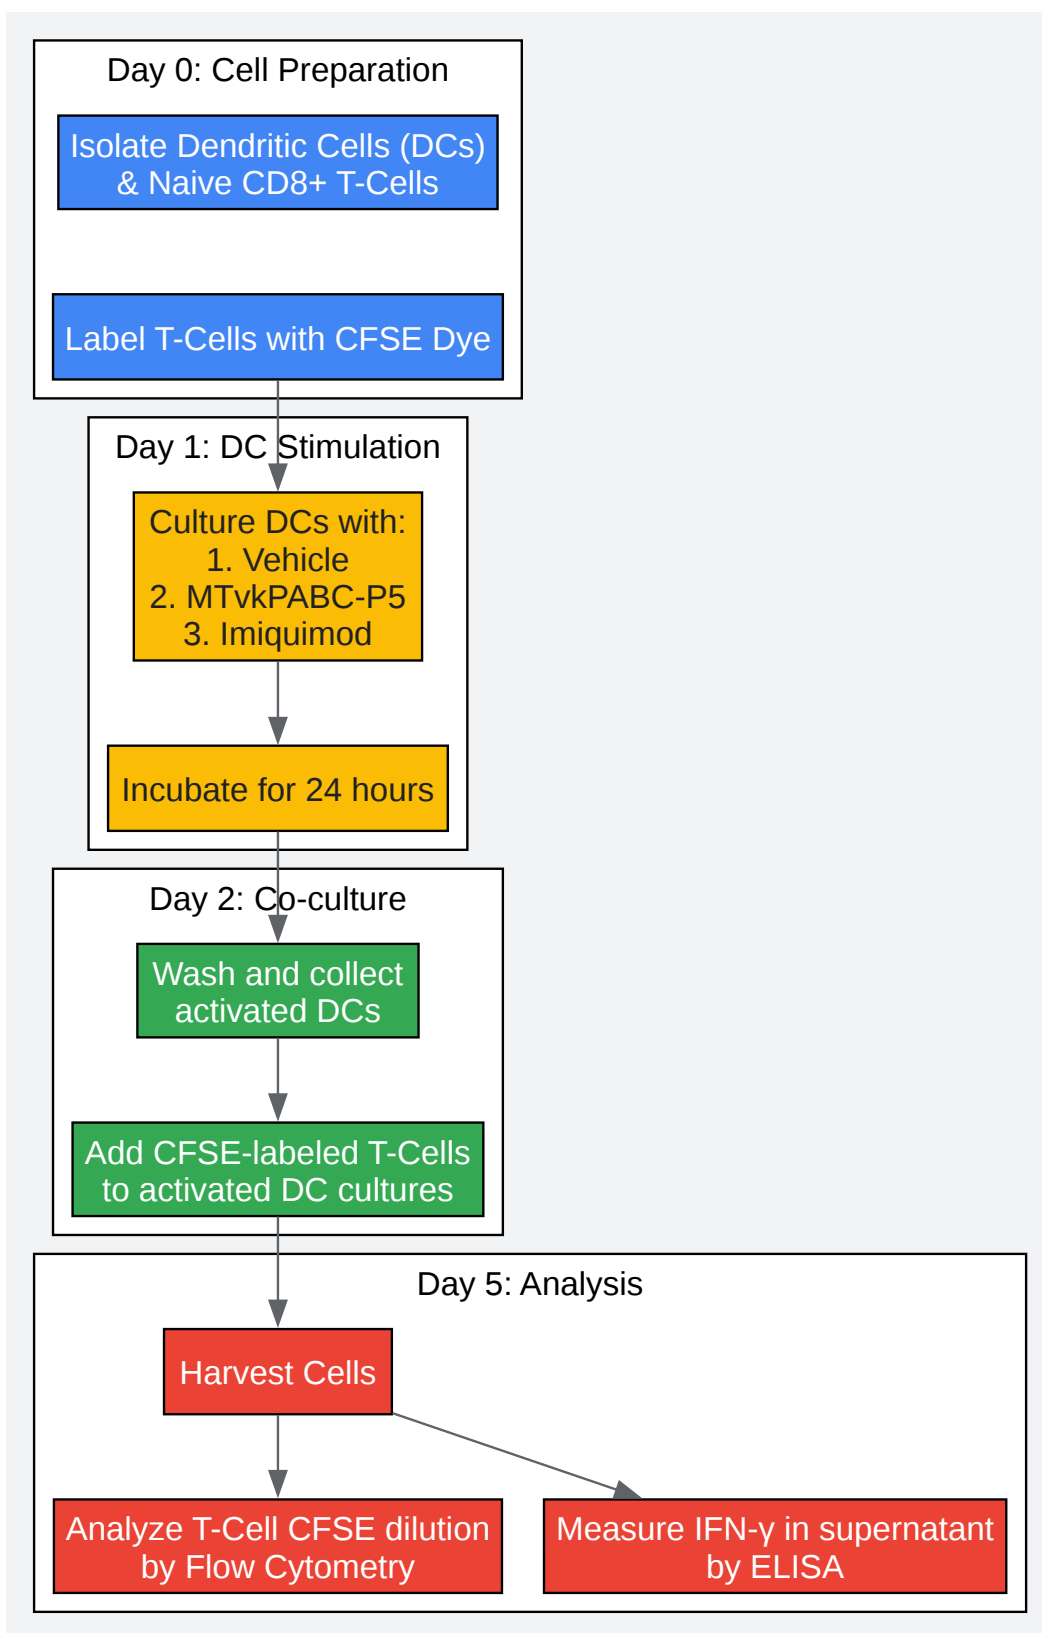 Day 0: Cell Preparation
Isolate Dendritic Cells (DCs)
& Naive CD8+ T-Cells
Label T-Cells with CFSE Dye
Day 1: DC Stimulation
Culture DCs with:
1. Vehicle
2. MTvkPABC-P5
3. Imiquimod
Incubate for 24 hours
Day 2: Co-culture
Wash and collect
activated DCs
Add CFSE-labeled T-Cells
to activated DC cultures
Day 5: Analysis
Harvest Cells
Analyze T-Cell CFSE dilution
by Flow Cytometry
Measure IFN-γ in supernatant
by ELISA